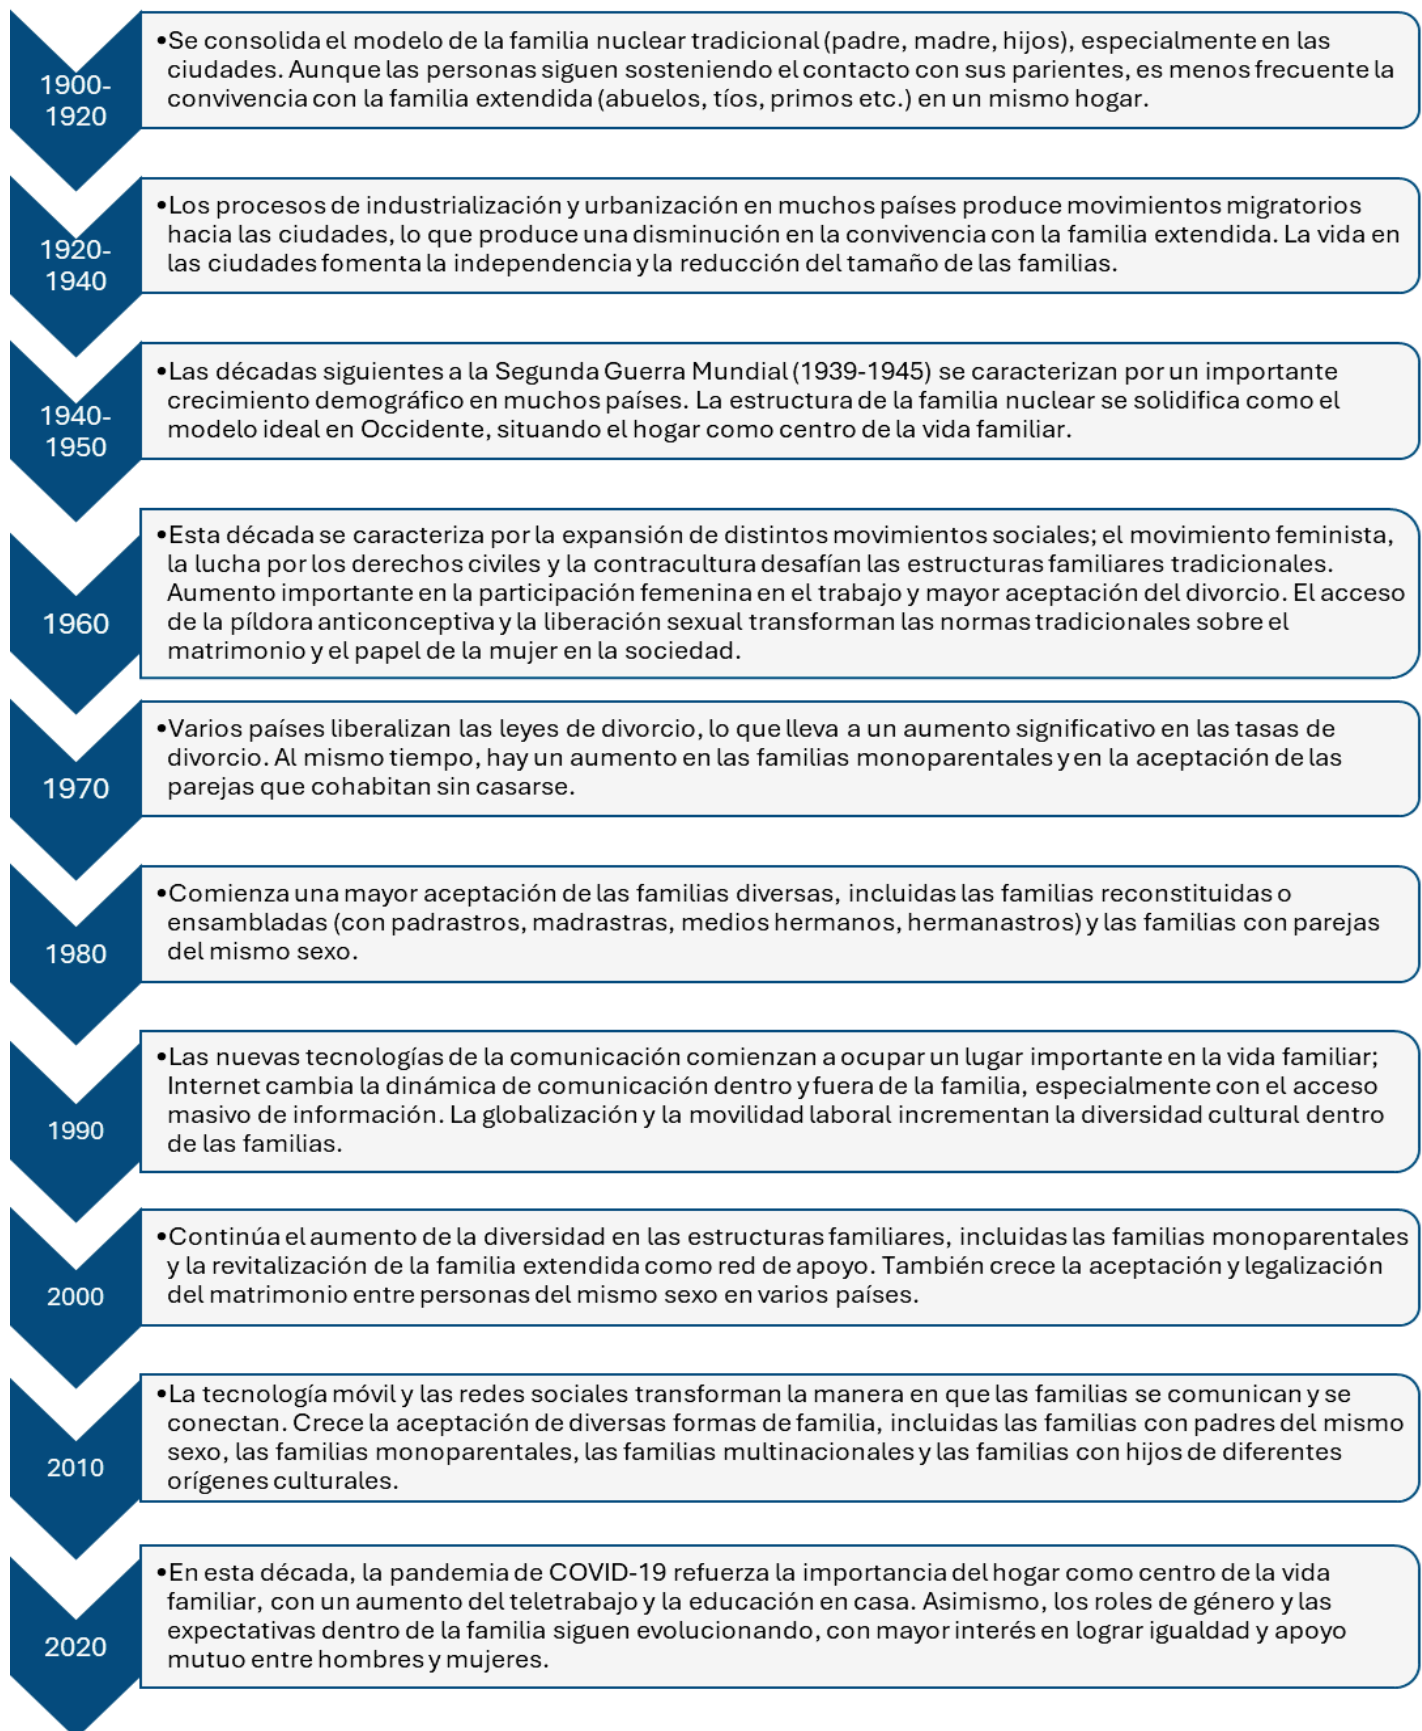 1900-
1920
•Se consolida el modelo de la familia nuclear tradicional (padre, madre, hijos), especialmente en las
ciudades. Aunque las personas siguen sosteniendo el contacto con sus parientes, es menos frecuente la
convivencia con la familia extendida (abuelos, tíos, primos etc.) en un mismo hogar.
1920-
1940
•Los procesos de industrialización y urbanización en muchos países produce movimientos migratorios
hacia las ciudades, lo que produce una disminución en la convivencia con la familia extendida. La vida en
las ciudades fomenta la independencia y la reducción del tamaño de las familias.
1940-
1950
•Las décadas siguientes a la Segunda Guerra Mundial (1939-1945) se caracterizan por un importante
crecimiento demográfico en muchos países. La estructura de la familia nuclear se solidifica como el
modelo ideal en Occidente, situando el hogar como centro de la vida familiar.
1960
•Esta década se caracteriza por la expansión de distintos movimientos sociales; el movimiento feminista,
la lucha por los derechos civiles y la contracultura desafían las estructuras familiares tradicionales.
Aumento importante en la participación femenina en el trabajo y mayor aceptación del divorcio. El acceso
de la píldora anticonceptiva y la liberación sexual transforman las normas tradicionales sobre el
matrimonio y el papel de la mujer en la sociedad.
1970
•Varios países liberalizan las leyes de divorcio, lo que lleva a un aumento significativo en las tasas de
divorcio. Al mismo tiempo, hay un aumento en las familias monoparentales y en la aceptación de las
parejas que cohabitan sin casarse.
1980
•Comienza una mayor aceptación de las familias diversas, incluidas las familias reconstituidas o
ensambladas (con padrastros, madrastras, medios hermanos, hermanastros) y las familias con parejas
del mismo sexo.
1990
•Las nuevas tecnologías de la comunicación comienzan a ocupar un lugar importante en la vida familiar;
Internet cambia la dinámica de comunicación dentro y fuera de la familia, especialmente con el acceso
masivo de información. La globalización y la movilidad laboral incrementan la diversidad cultural dentro
de las familias.
2000
•Continúa el aumento de la diversidad en las estructuras familiares, incluidas las familias monoparentales
y la revitalización de la familia extendida como red de apoyo. También crece la aceptación y legalización
del matrimonio entre personas del mismo sexo en varios países.
2010
•La tecnología móvil y las redes sociales transforman la manera en que las familias se comunican y se
conectan. Crece la aceptación de diversas formas de familia, incluidas las familias con padres del mismo
sexo, las familias monoparentales, las familias multinacionales y las familias con hijos de diferentes
orígenes culturales.
2020
•En esta década, la pandemia de COVID-19 refuerza la importancia del hogar como centro de la vida
familiar, con un aumento del teletrabajo y la educación en casa. Asimismo, los roles de género y las
expectativas dentro de la familia siguen evolucionando, con mayor interés en lograr igualdad y apoyo
mutuo entre hombres y mujeres.